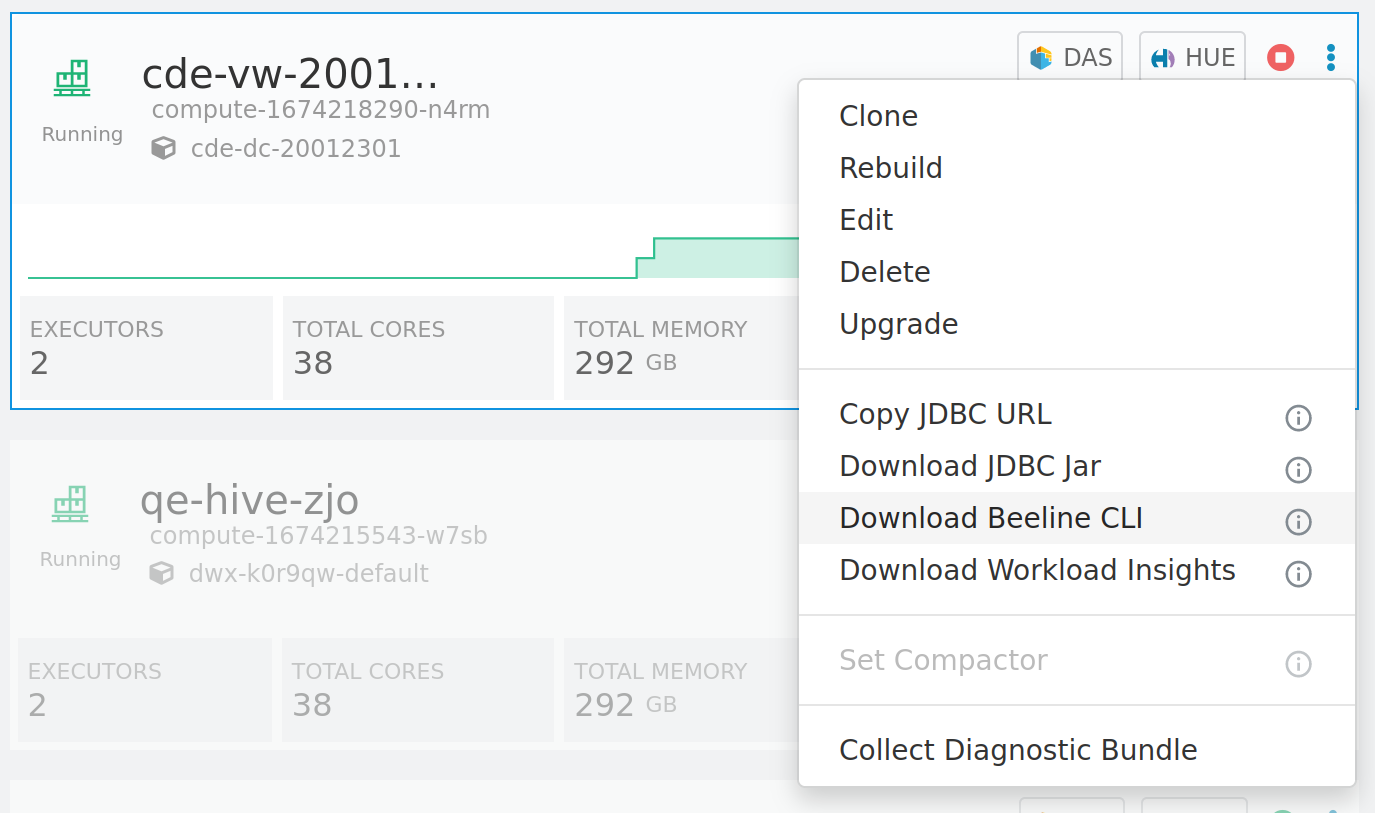 cde-vw-2001...
DAS
HUE
compute-1674218290-n4rm
Running
cde-dc-20012301
EXECUTORS
2
TOTAL CORES
38
TOTAL MEMORY
292 GB
Clone
Rebuild
Edit
Delete
Upgrade
Copy JDBC URL
Download JDBC Jar
Download Beeline CLI
Download Workload Insights
Set Compactor
Collect Diagnostic Bundle
qe-hive-zjo
compute-1674215543-w7sb
Running
dwx-k0r9qw-default
EXECUTORS
2
TOTAL CORES
38
TOTAL MEMORY
292 GB